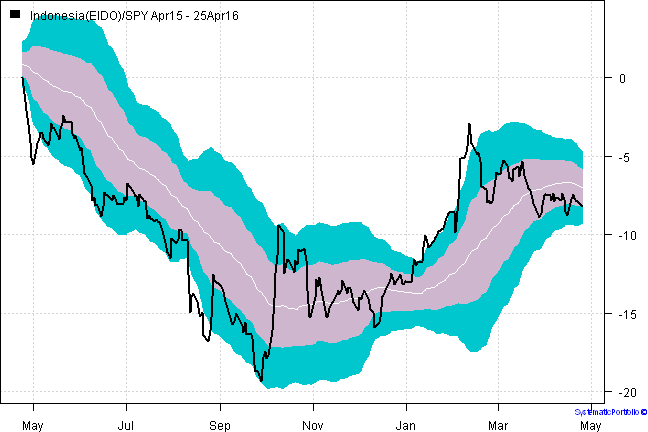 Indonesia(EIDO)/SPY Apr15 - 25Apr16
0
-5
-10
-15
-20
SystematicPortfolio ©
May Jul Sep Nov Jan Mar May